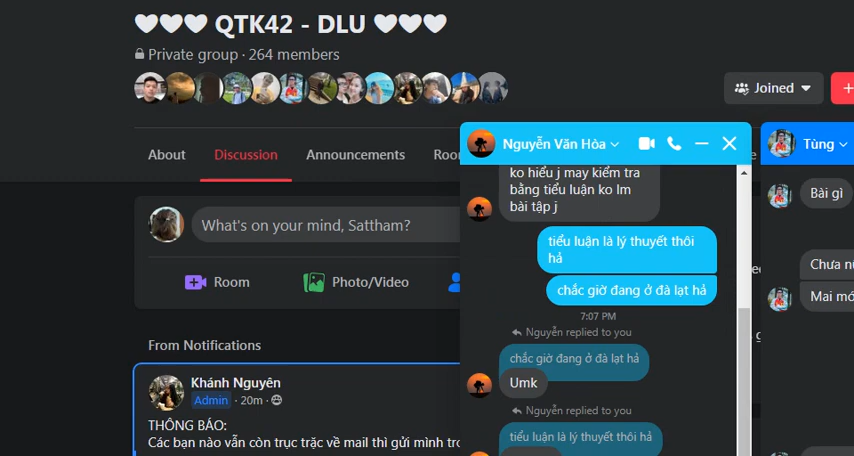 🤍🤍🤍 QTK42 - DLU 🤍🤍🤍
Private group · 264 members
Joined
About
Discussion
Announcements
What's on your mind, Sattham?
Room
Photo/Video
From Notifications
Khánh Nguyên
Admin · 20m ·
THÔNG BÁO:
Các bạn nào vẫn còn trục trặc về mail thì gửi mình
Nguyễn Văn Hòa
ko hiểu j may kiểm tra
bằng tiểu luận ko lm
bài tập j
tiểu luận là lý thuyết thôi
hả
chắc giờ đang ở đà lạt hả
7:07 PM
Nguyễn replied to you
chắc giờ đang ở đà lạt hả
Umk
Nguyễn replied to you
tiểu luận là lý thuyết thôi hả
Tùng
Bài gì
Chưa
Mai